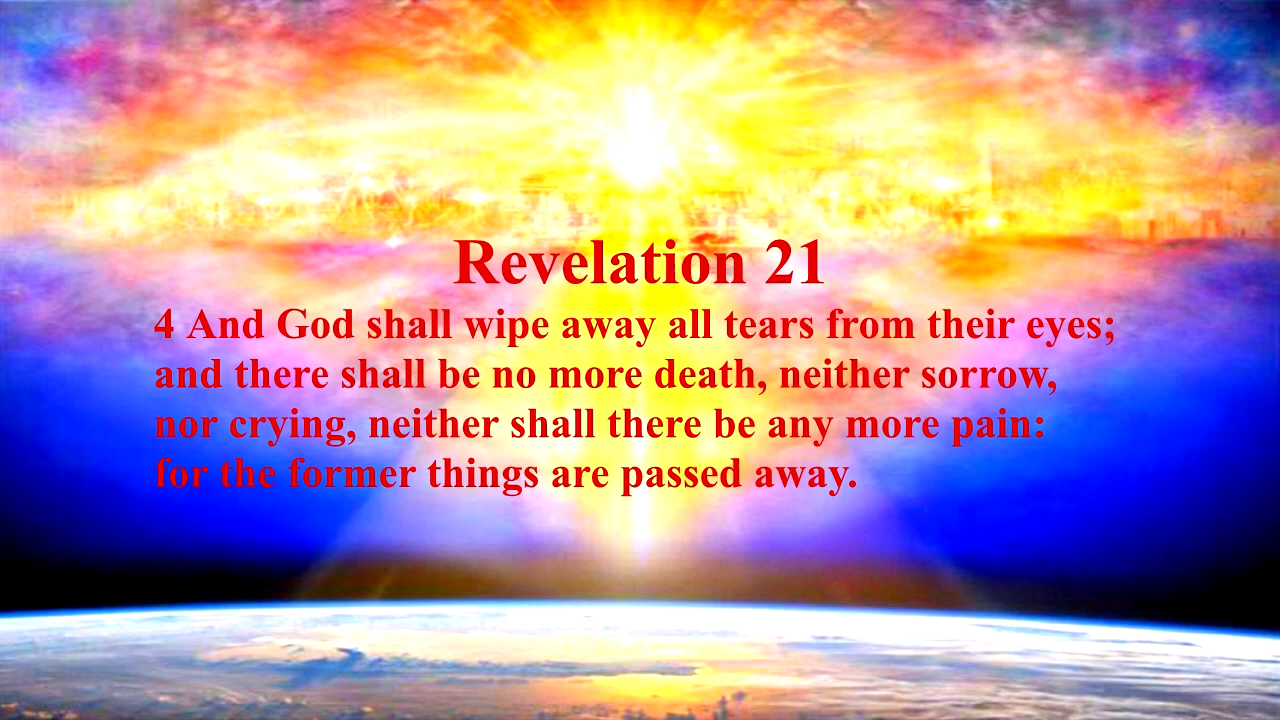 Revelation 21
4 And God shall wipe away all tears from their eyes;
and there shall be no more death, neither sorrow,
nor crying, neither shall there be any more pain:
for the former things are passed away.